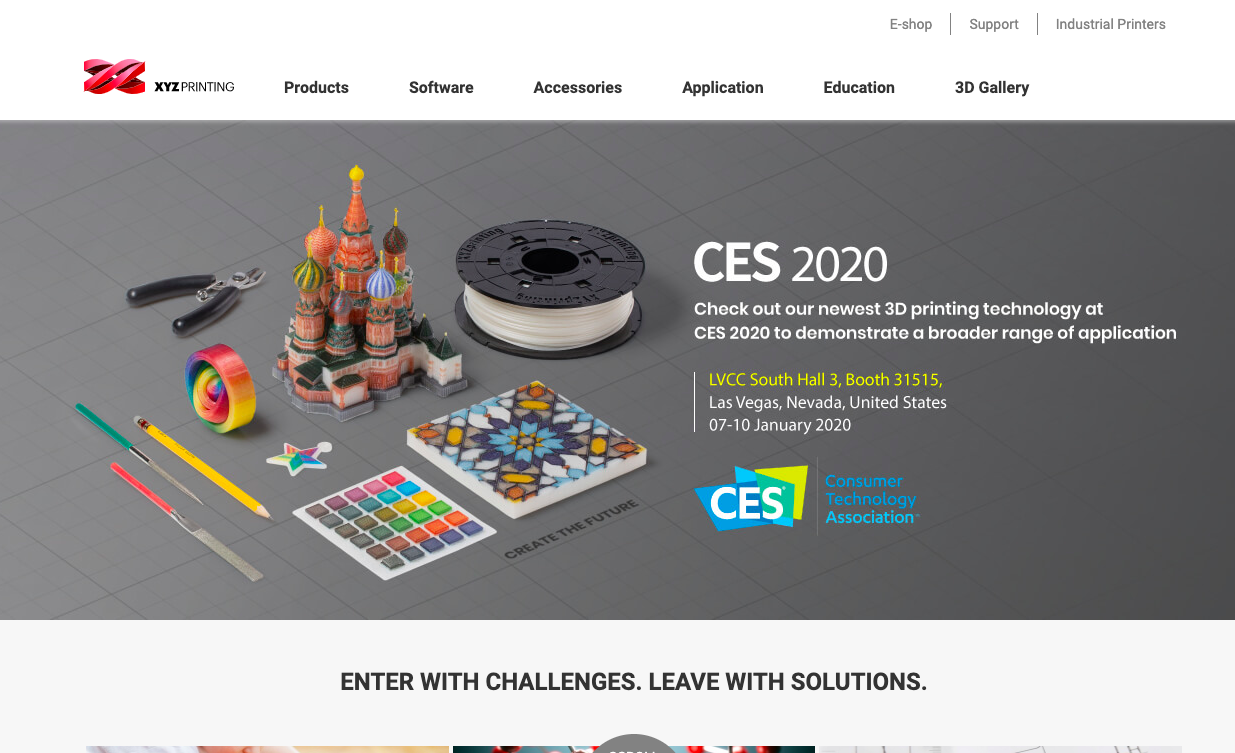 E-shop
Support
Industrial Printers
XYZPRINTING
Products
Software
Accessories
Application
Education
3D Gallery
CES 2020
Check out our newest 3D printing technology at
CES 2020 to demonstrate a broader range of application
LVCC South Hall 3, Booth 31515,
Las Vegas, Nevada, United States
07-10 January 2020
CES
Consumer
Technology
Association
CREATE THE FUTURE
ENTER WITH CHALLENGES. LEAVE WITH SOLUTIONS.